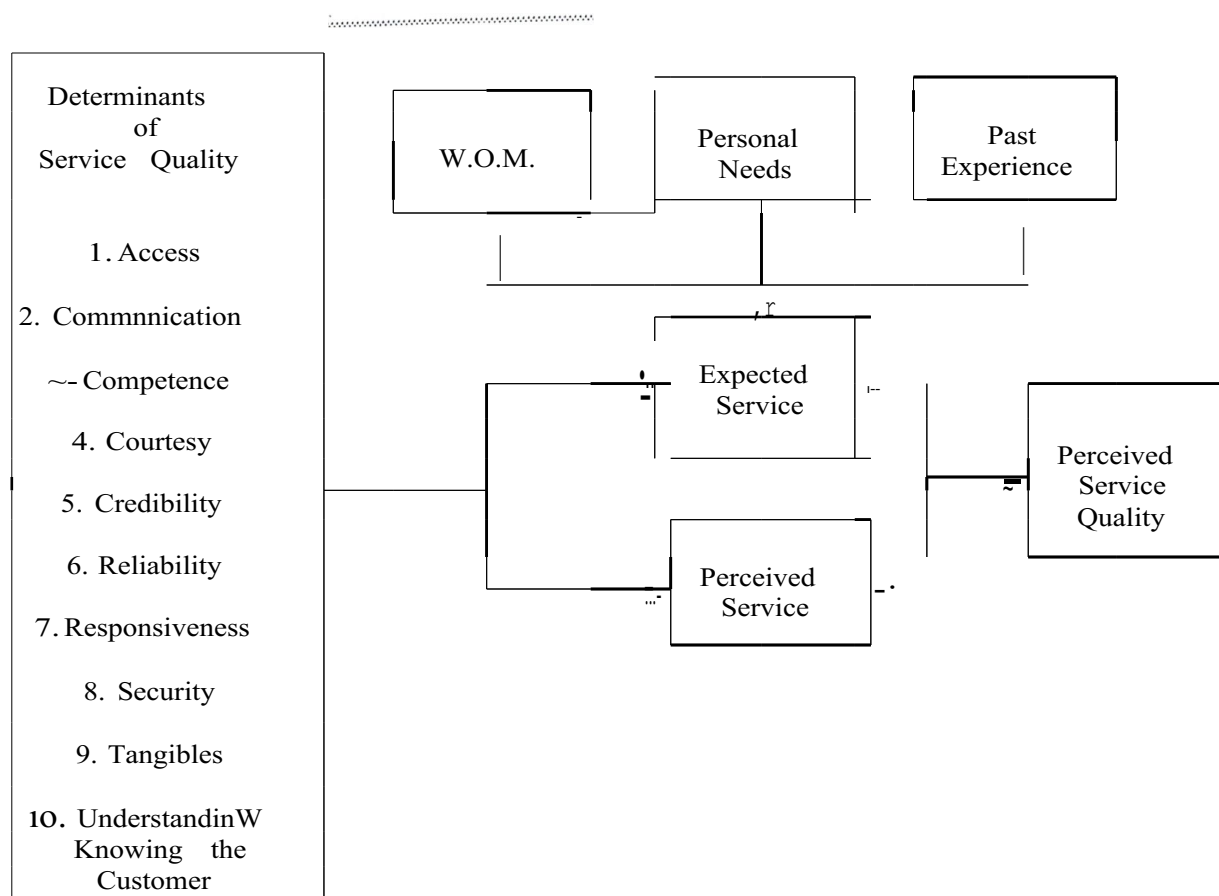 Determinants
of
Service Quality
1. Access
2. Commnnication
~- Competence
4. Courtesy
5. Credibility
6. Reliability
7. Responsiveness
8. Security
9. Tangibles
10. UnderstandinW
Knowing the
Customer
W.O.M.
Personal
Needs
Past
Experience
Expected
Service
Perceived
Service
Perceived
Service
Quality